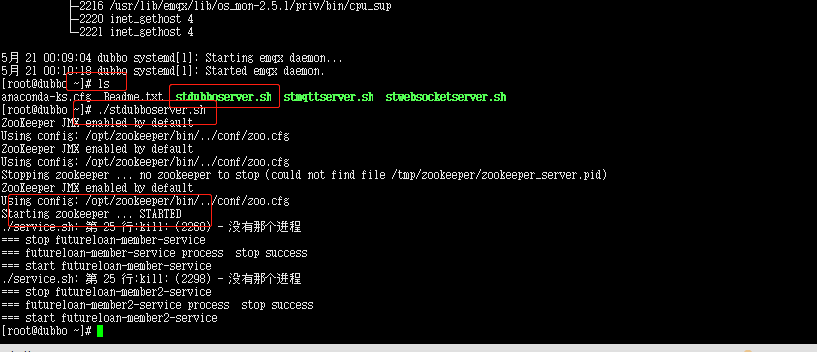 ├─2216 /usr/lib/emqx/lib/os_mon-2.5.1/priv/bin/cpu_sup
├─2220 inet_gethost 4
└─2221 inet_gethost 4
5月 21 00:09:04 dubbo systemd[1]: Starting emqx daemon...
5月 21 00:10:18 dubbo systemd[1]: Started emqx daemon.
[root@dubbo ~]# ls
anaconda-ks.cfg Readme.txt stdubboserver.sh stmqttserver.sh stwebsocketserver.sh
[root@dubbo ~]# ./stdubboserver.sh
ZooKeeper JMX enabled by default
Using config: /opt/zookeeper/bin/../conf/zoo.cfg
ZooKeeper JMX enabled by default
Using config: /opt/zookeeper/bin/../conf/zoo.cfg
Stopping zookeeper ... no zookeeper to stop (could not find file /tmp/zookeeper/zookeeper_server.pid)
ZooKeeper JMX enabled by default
Using config: /opt/zookeeper/bin/../conf/zoo.cfg
Starting zookeeper ... STARTED
./service.sh: 第 25 行:kill: (2260) - 没有那个进程
=== stop futureloan-member-service
=== futureloan-member-service process  stop success
=== start futureloan-member-service
./service.sh: 第 25 行:kill: (2298) - 没有那个进程
=== stop futureloan-member2-service
=== futureloan-member2-service process  stop success
=== start futureloan-member2-service
[root@dubbo ~]#